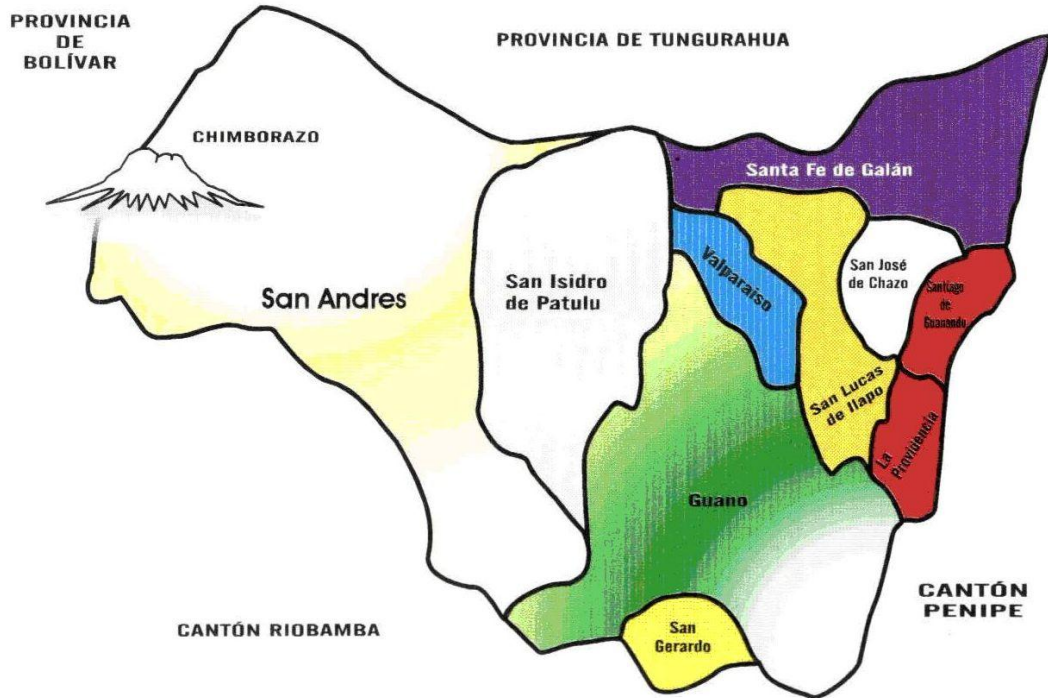 PROVINCIA
DE
BOLÍVAR
PROVINCIA DE TUNGURAHUA
CHIMBORAZO
Santa Fe de Galán
Valparaiso
San José
de Chazo
San Isidro
de Patulu
San Andres
Santiago
de
Guanando
San Lucas
de Ilapo
La
Providencia
Guano
CANTÓN
PENIPE
CANTÓN RIOBAMBA
San
Gerardo